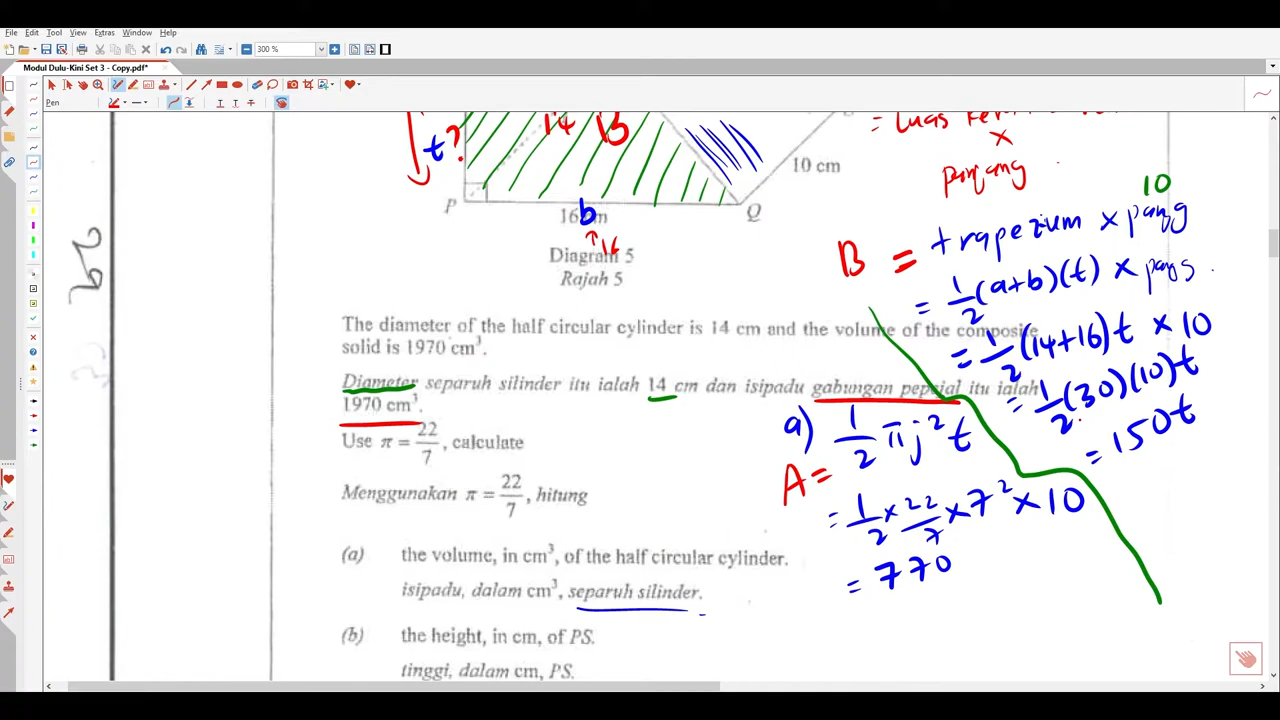 File Edit View Extras Window Help
300 %
Modul Dulu-Kini Set 3 - Copy.pdf*
Pen
t?
14
B
= Luas
×
panjang
10 cm
P
16 cm
b
Q
↑16
Diagram 5
Rajah 5
10
B = trapezium × pang
= 1/2 (a+b)(t) × pang
= 1/2 (14+16)t × 10
= 1/2 (30)(10)t
= 150t
The diameter of the half circular cylinder is 14 cm and the volume of the composite
solid is 1970 cm³.
Diameter separuh silinder itu ialah 14 cm dan isipadu gabungan pepejal itu ialah
1970 cm³.
Use π = 22/7, calculate
Menggunakan π = 22/7, hitung
a) 1/2 πj²t
A =
= 1/2 × 22/7 × 7² × 10
= 770
(a) the volume, in cm³, of the half circular cylinder.
isipadu, dalam cm³, separuh silinder.
(b) the height, in cm, of PS.
tinggi, dalam cm, PS.